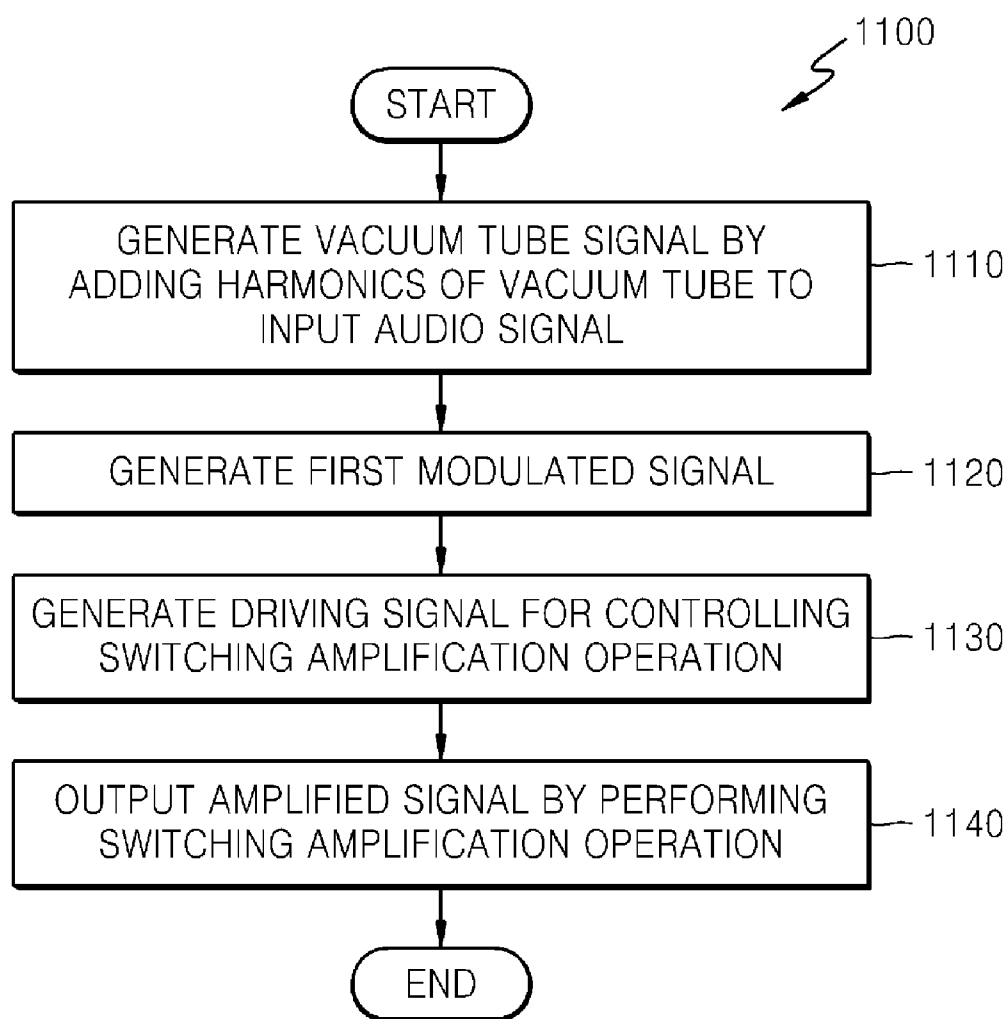 1100
START
GENERATE VACUUM TUBE SIGNAL BY
ADDING HARMONICS OF VACUUM TUBE TO
INPUT AUDIO SIGNAL
1110
GENERATE FIRST MODULATED SIGNAL
1120
GENERATE DRIVING SIGNAL FOR CONTROLLING
SWITCHING AMPLIFICATION OPERATION
1130
OUTPUT AMPLIFIED SIGNAL BY PERFORMING
SWITCHING AMPLIFICATION OPERATION
1140
END